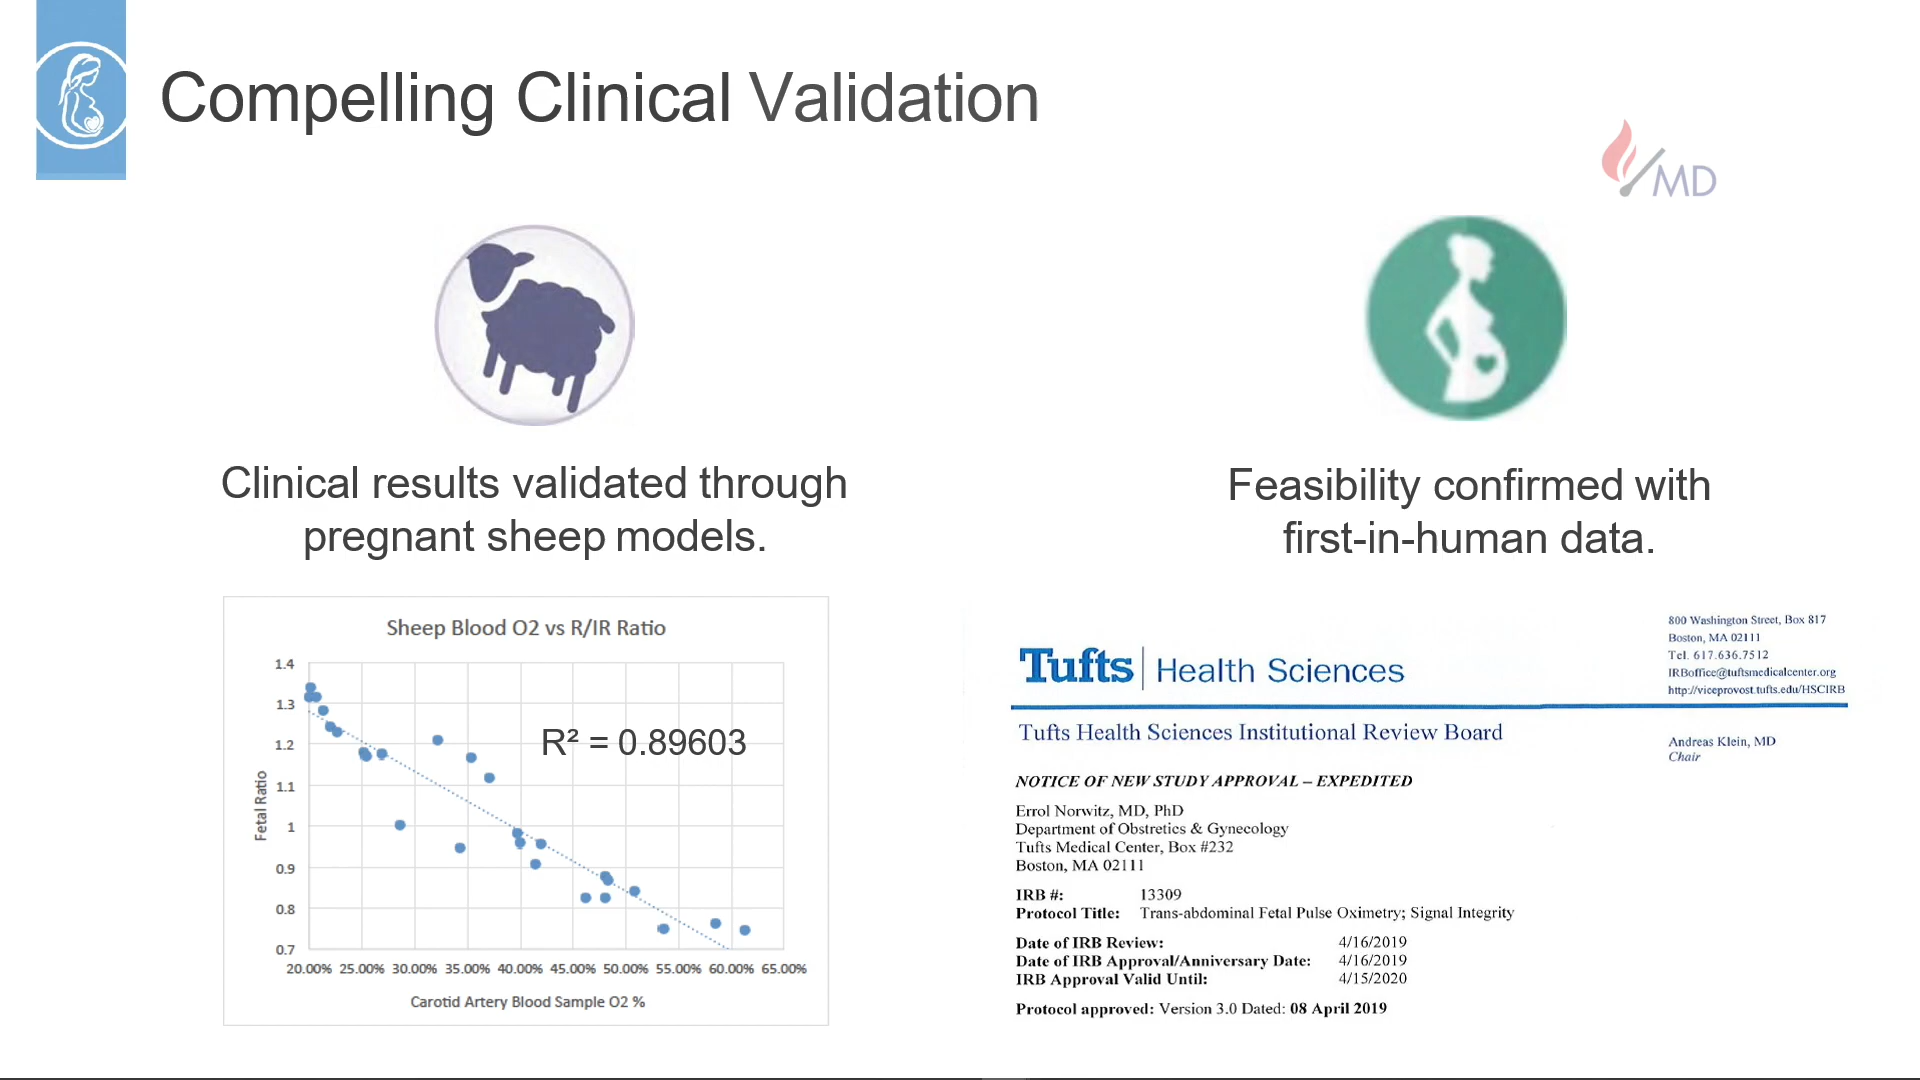 Compelling Clinical Validation
MD
Clinical results validated through
pregnant sheep models.
Feasibility confirmed with
first-in-human data.
Sheep Blood O2 vs R/IR Ratio
R² = 0.89603
Fetal Ratio
1.4
1.3
1.2
1.1
1
0.9
0.8
0.7
20.00% 25.00% 30.00% 35.00% 40.00% 45.00% 50.00% 55.00% 60.00% 65.00%
Carotid Artery Blood Sample O2 %
Tufts Health Sciences
800 Washington Street, Box 817
Boston, MA 02111
Tel. 617.636.7512
IRBoffice@tuftsmedicalcenter.org
http://viceprovost.tufts.edu/HSCIRB
Tufts Health Sciences Institutional Review Board
Andreas Klein, MD
Chair
NOTICE OF NEW STUDY APPROVAL – EXPEDITED
Errol Norwitz, MD, PhD
Department of Obstetrics & Gynecology
Tufts Medical Center, Box #232
Boston, MA 02111
IRB #: 13309
Protocol Title: Trans-abdominal Fetal Pulse Oximetry; Signal Integrity
Date of IRB Review: 4/16/2019
Date of IRB Approval/Anniversary Date: 4/16/2019
IRB Approval Valid Until: 4/15/2020
Protocol approved: Version 3.0 Dated: 08 April 2019